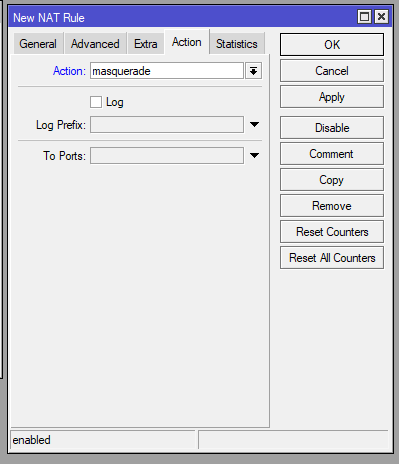 New NAT Rule
General Advanced Extra Action Statistics
OK
Action: masquerade
Cancel
Log
Apply
Log Prefix:
Disable
To Ports:
Comment
Copy
Remove
Reset Counters
Reset All Counters
enabled